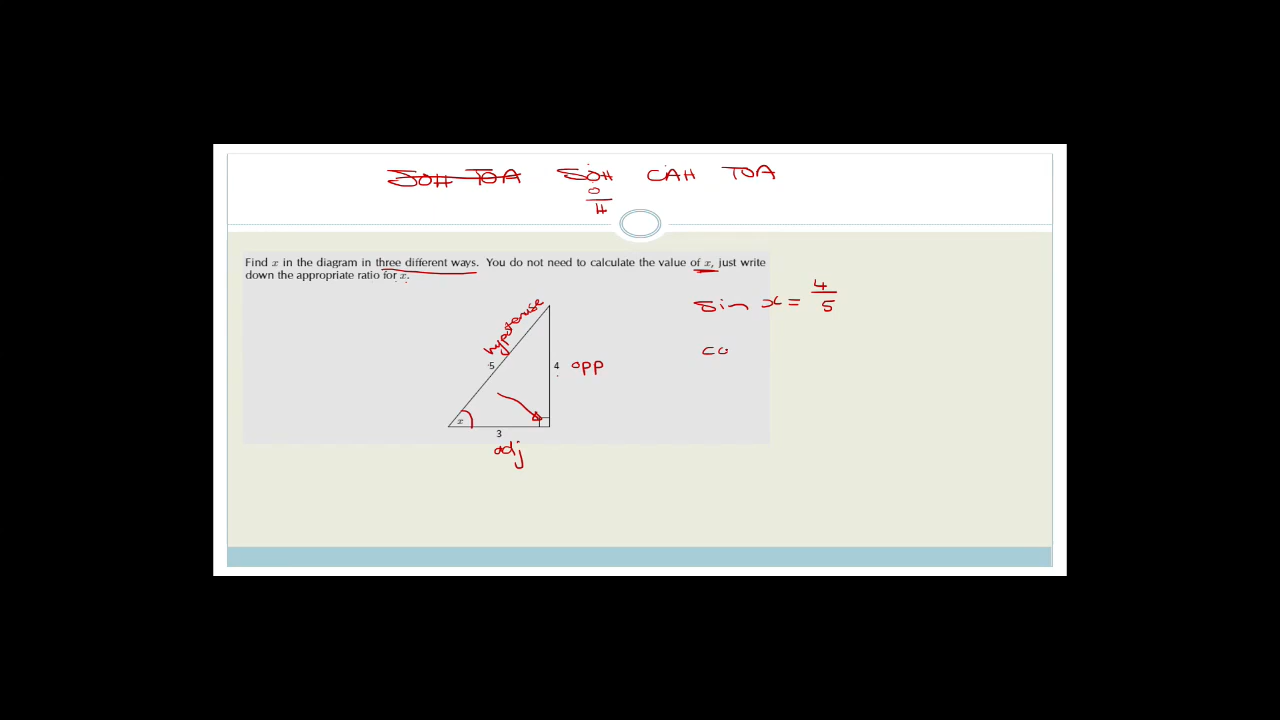 SOH TOA SOH CAH TOA
O
H
Find x in the diagram in three different ways. You do not need to calculate the value of x, just write
down the appropriate ratio for x.
sin x = 4/5
hypotenuse
co
5
4 opp
x
3
adj